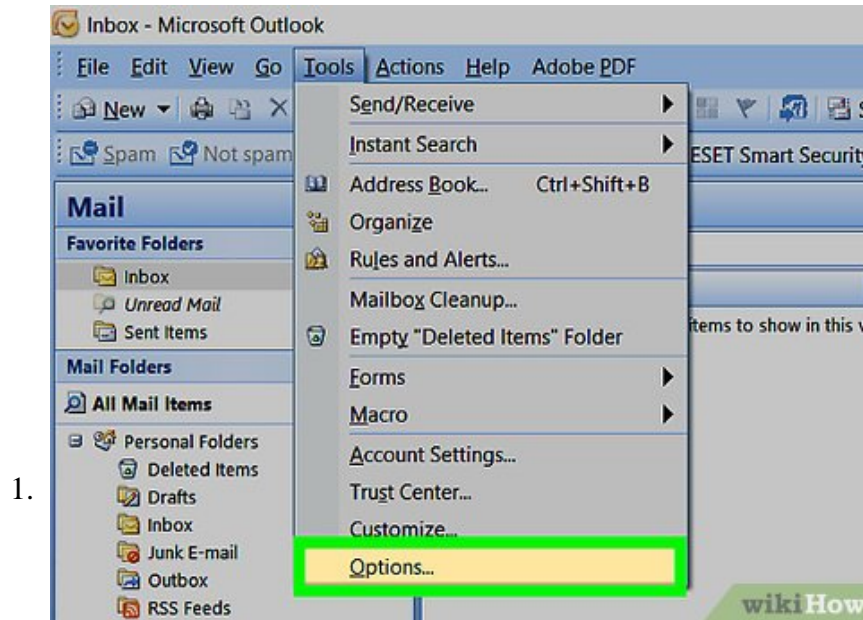 Inbox - Microsoft Outlook
File Edit View Go Tools Actions Help Adobe PDF
New
Spam Not spam
ESET Smart Security
Send/Receive
Instant Search
Address Book... Ctrl+Shift+B
Organize
Rules and Alerts...
Mailbox Cleanup...
Empty "Deleted Items" Folder
Forms
Macro
Account Settings...
Trust Center...
Customize...
Options...
Mail
Favorite Folders
Inbox
Unread Mail
Sent Items
Mail Folders
All Mail Items
Personal Folders
Deleted Items
Drafts
Inbox
Junk E-mail
Outbox
RSS Feeds
items to show in this
1.
wikiHow